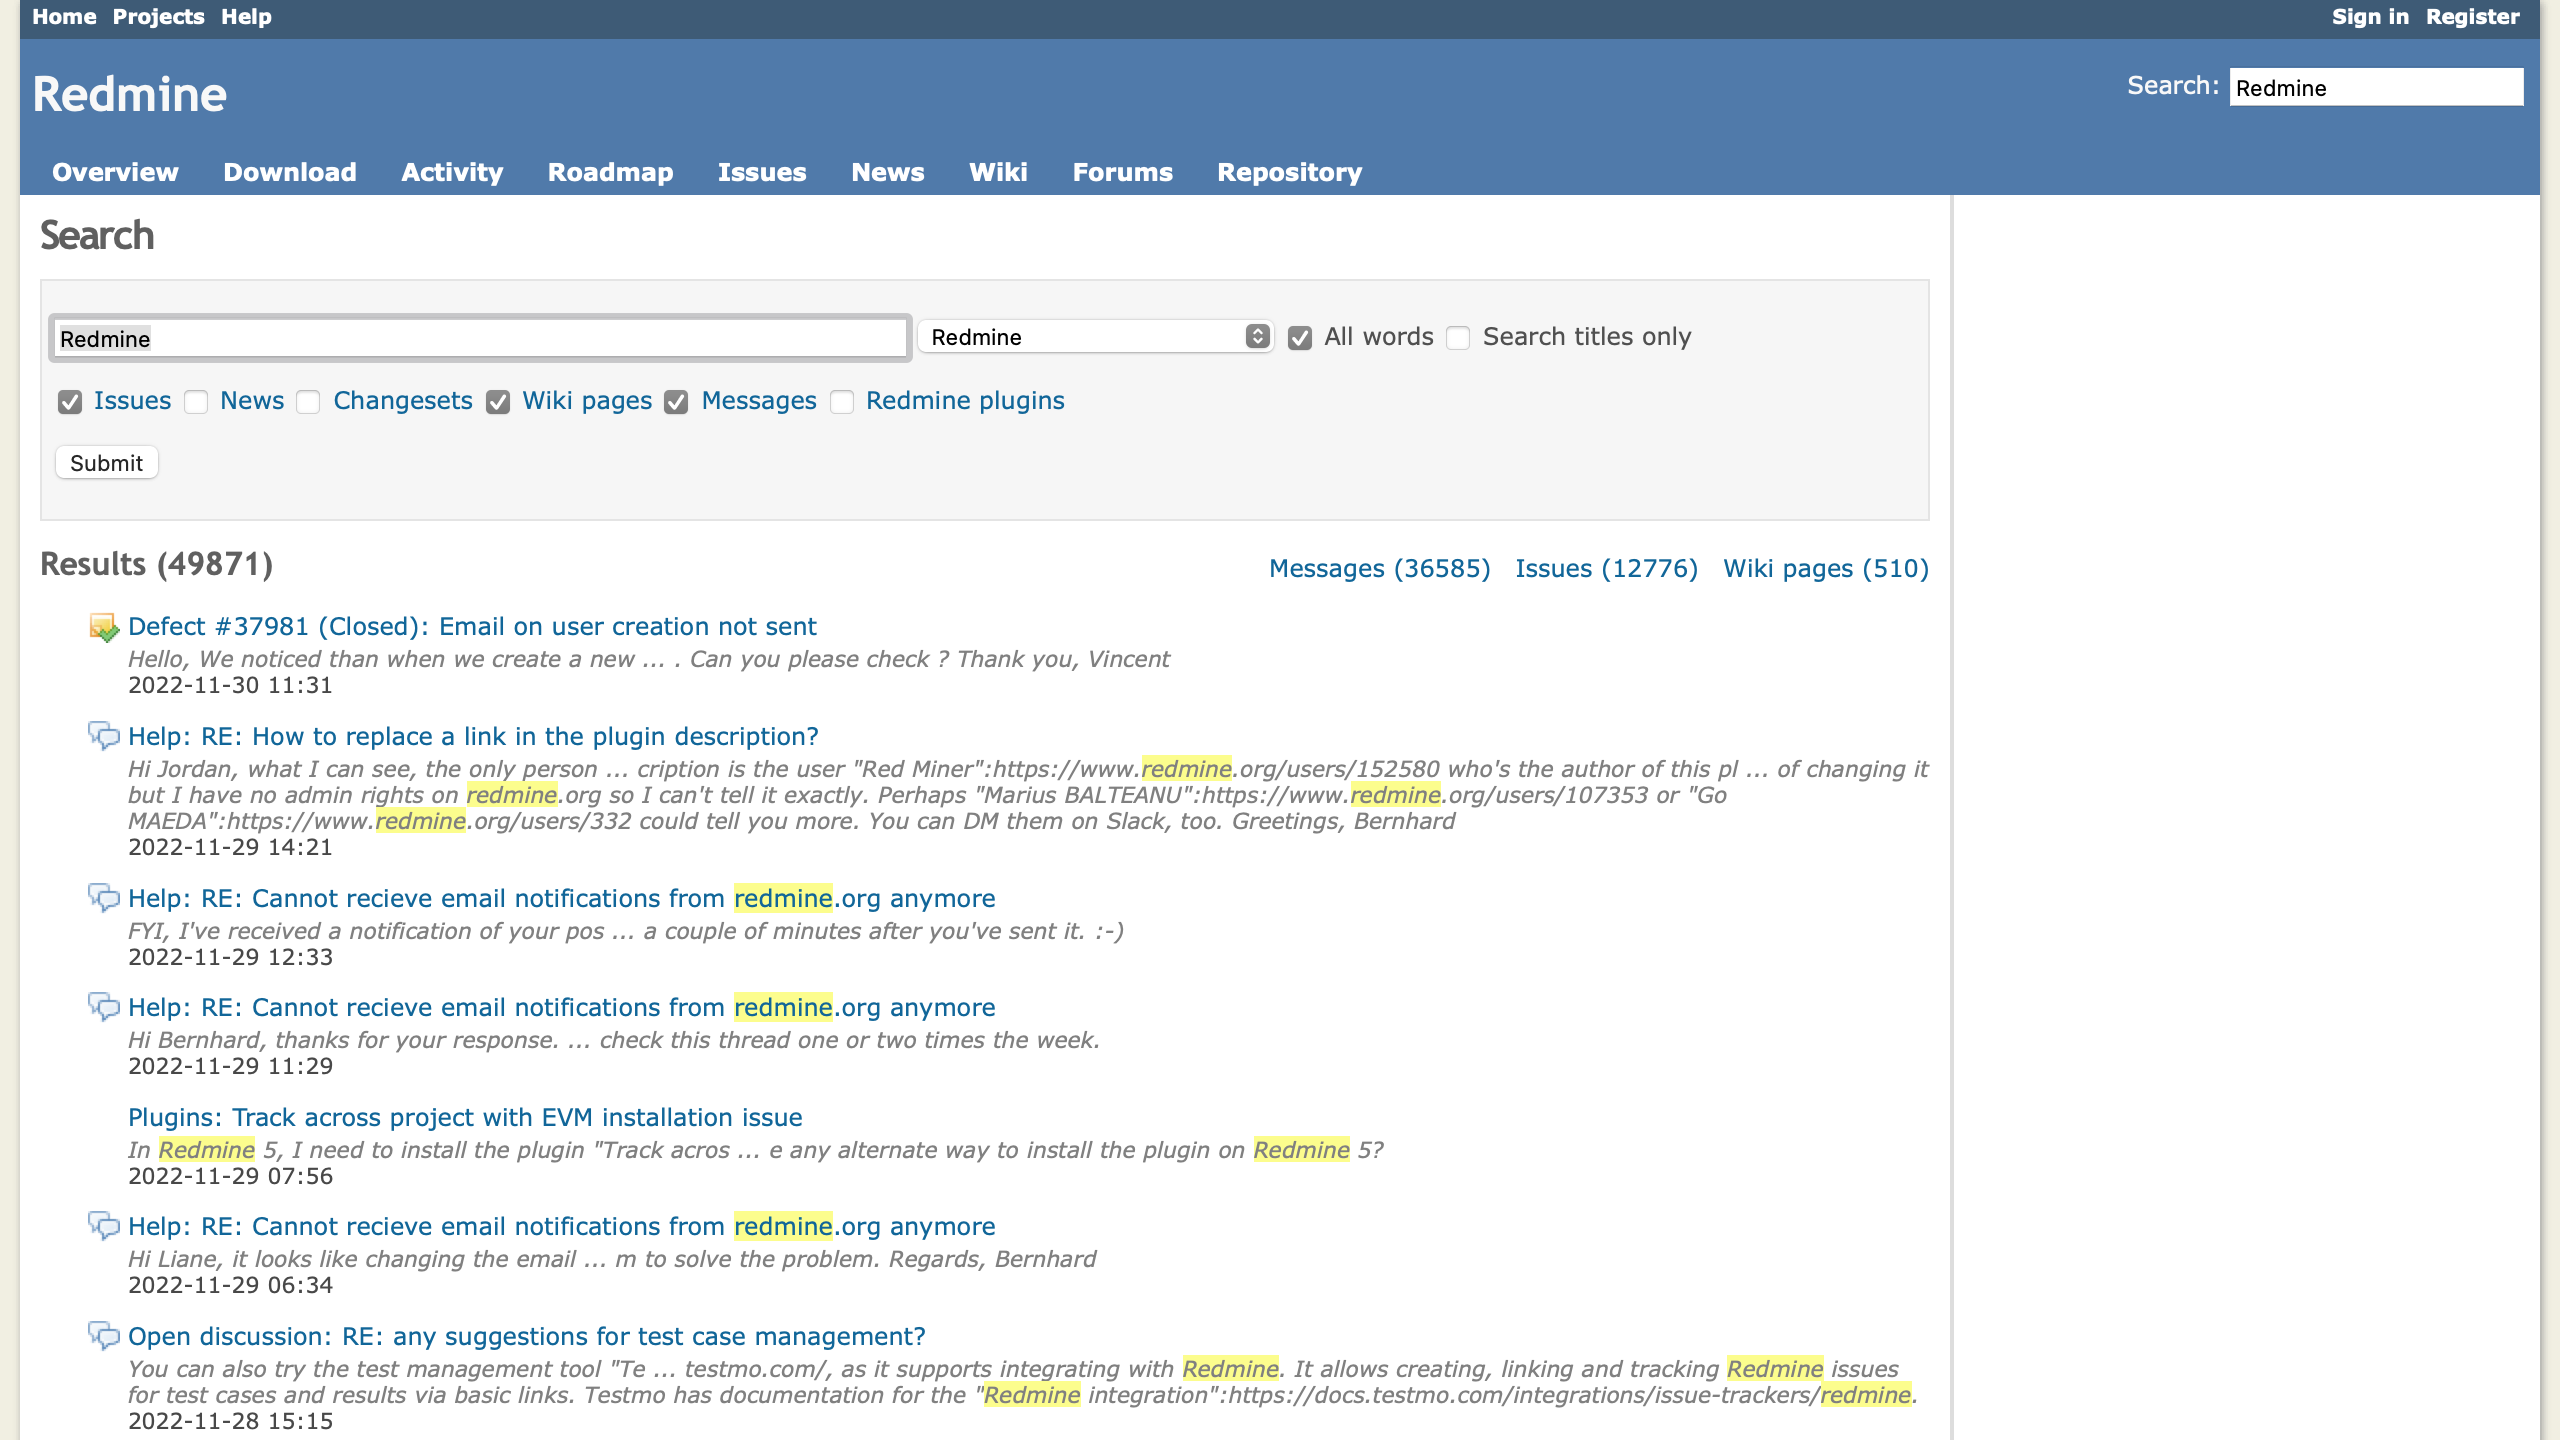 Home Projects Help
Sign in Register
Redmine
Search: Redmine
Overview Download Activity Roadmap Issues News Wiki Forums Repository
Search
Redmine Redmine All words Search titles only
Issues News Changesets Wiki pages Messages Redmine plugins
Submit
Results (49871)
Messages (36585) Issues (12776) Wiki pages (510)
Defect #37981 (Closed): Email on user creation not sent
Hello, We noticed than when we create a new ... . Can you please check ? Thank you, Vincent
2022-11-30 11:31
Help: RE: How to replace a link in the plugin description?
Hi Jordan, what I can see, the only person ... cription is the user "Red Miner":https://www.redmine.org/users/152580 who's the author of this pl ... of changing it
but I have no admin rights on redmine.org so I can't tell it exactly. Perhaps "Marius BALTEANU":https://www.redmine.org/users/107353 or "Go
MAEDA":https://www.redmine.org/users/332 could tell you more. You can DM them on Slack, too. Greetings, Bernhard
2022-11-29 14:21
Help: RE: Cannot recieve email notifications from redmine.org anymore
FYI, I've received a notification of your pos ... a couple of minutes after you've sent it. :-)
2022-11-29 12:33
Help: RE: Cannot recieve email notifications from redmine.org anymore
Hi Bernhard, thanks for your response. ... check this thread one or two times the week.
2022-11-29 11:29
Plugins: Track across project with EVM installation issue
In Redmine 5, I need to install the plugin "Track acros ... e any alternate way to install the plugin on Redmine 5?
2022-11-29 07:56
Help: RE: Cannot recieve email notifications from redmine.org anymore
Hi Liane, it looks like changing the email ... m to solve the problem. Regards, Bernhard
2022-11-29 06:34
Open discussion: RE: any suggestions for test case management?
You can also try the test management tool "Te ... testmo.com/, as it supports integrating with Redmine. It allows creating, linking and tracking Redmine issues
for test cases and results via basic links. Testmo has documentation for the "Redmine integration":https://docs.testmo.com/integrations/issue-trackers/redmine.
2022-11-28 15:15